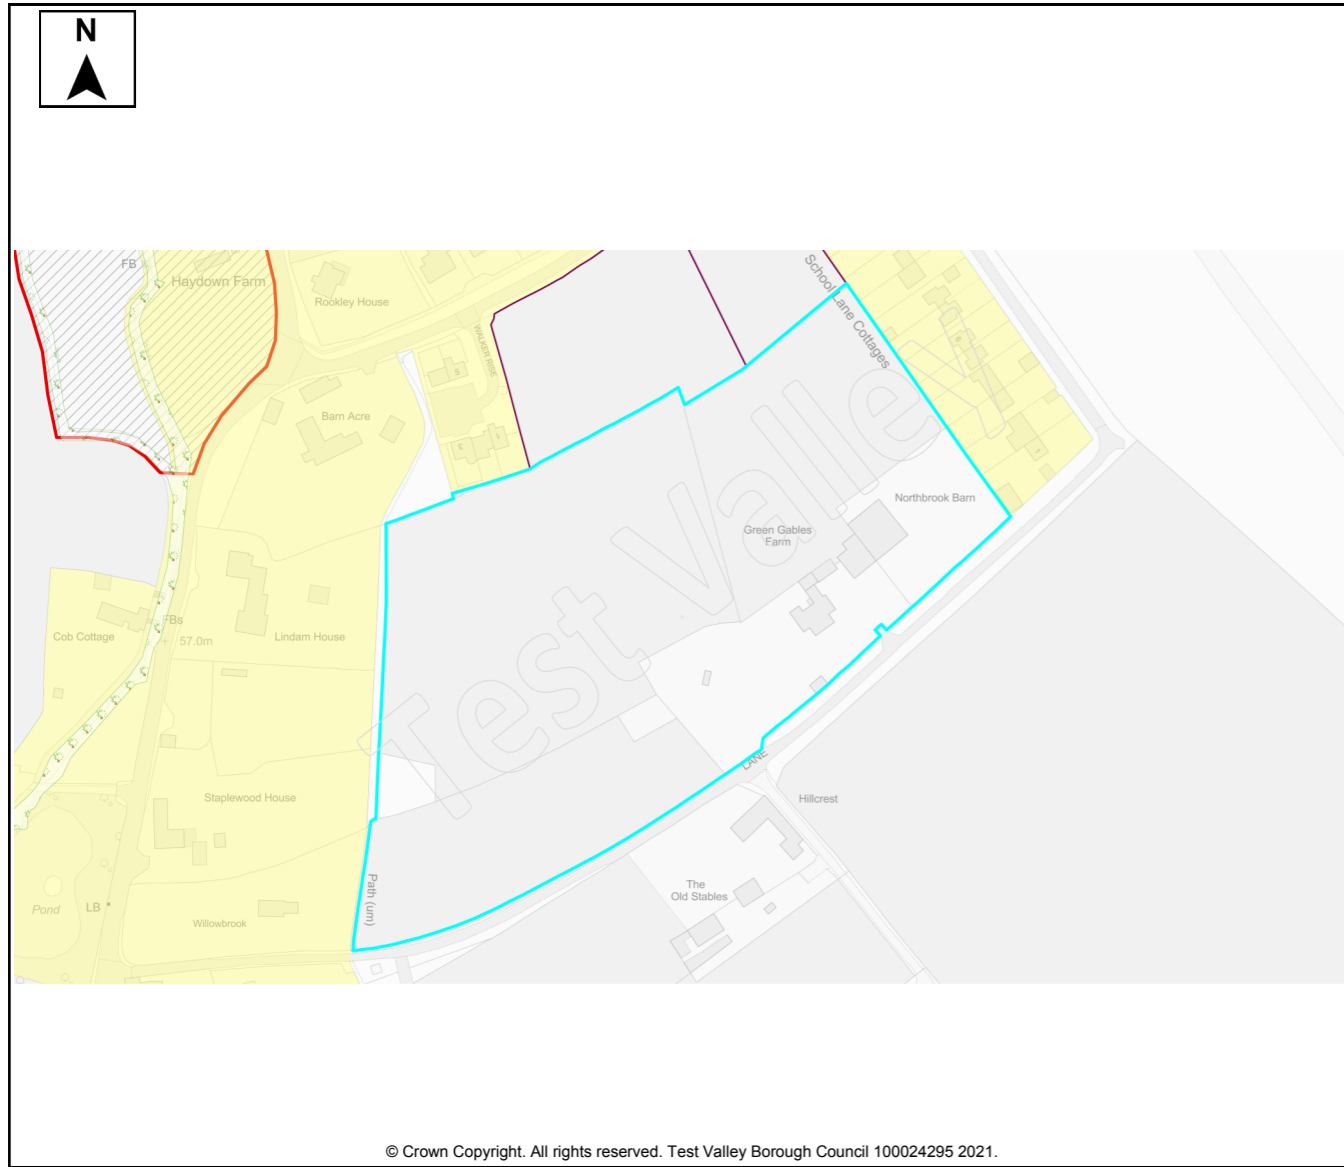 N
FB
Haydown Farm
Rookley House
WALKER RISE
School Lane Cottages
Barn Acre
Northbrook Barn
Green Gables
Farm
Cob Cottage
FBs
57.0m
Lindam House
Test Valle
LANE
Staplewood House
Hillcrest
The
Old Stables
Path (um)
Pond
LB
Willowbrook
© Crown Copyright. All rights reserved. Test Valley Borough Council 100024295 2021.